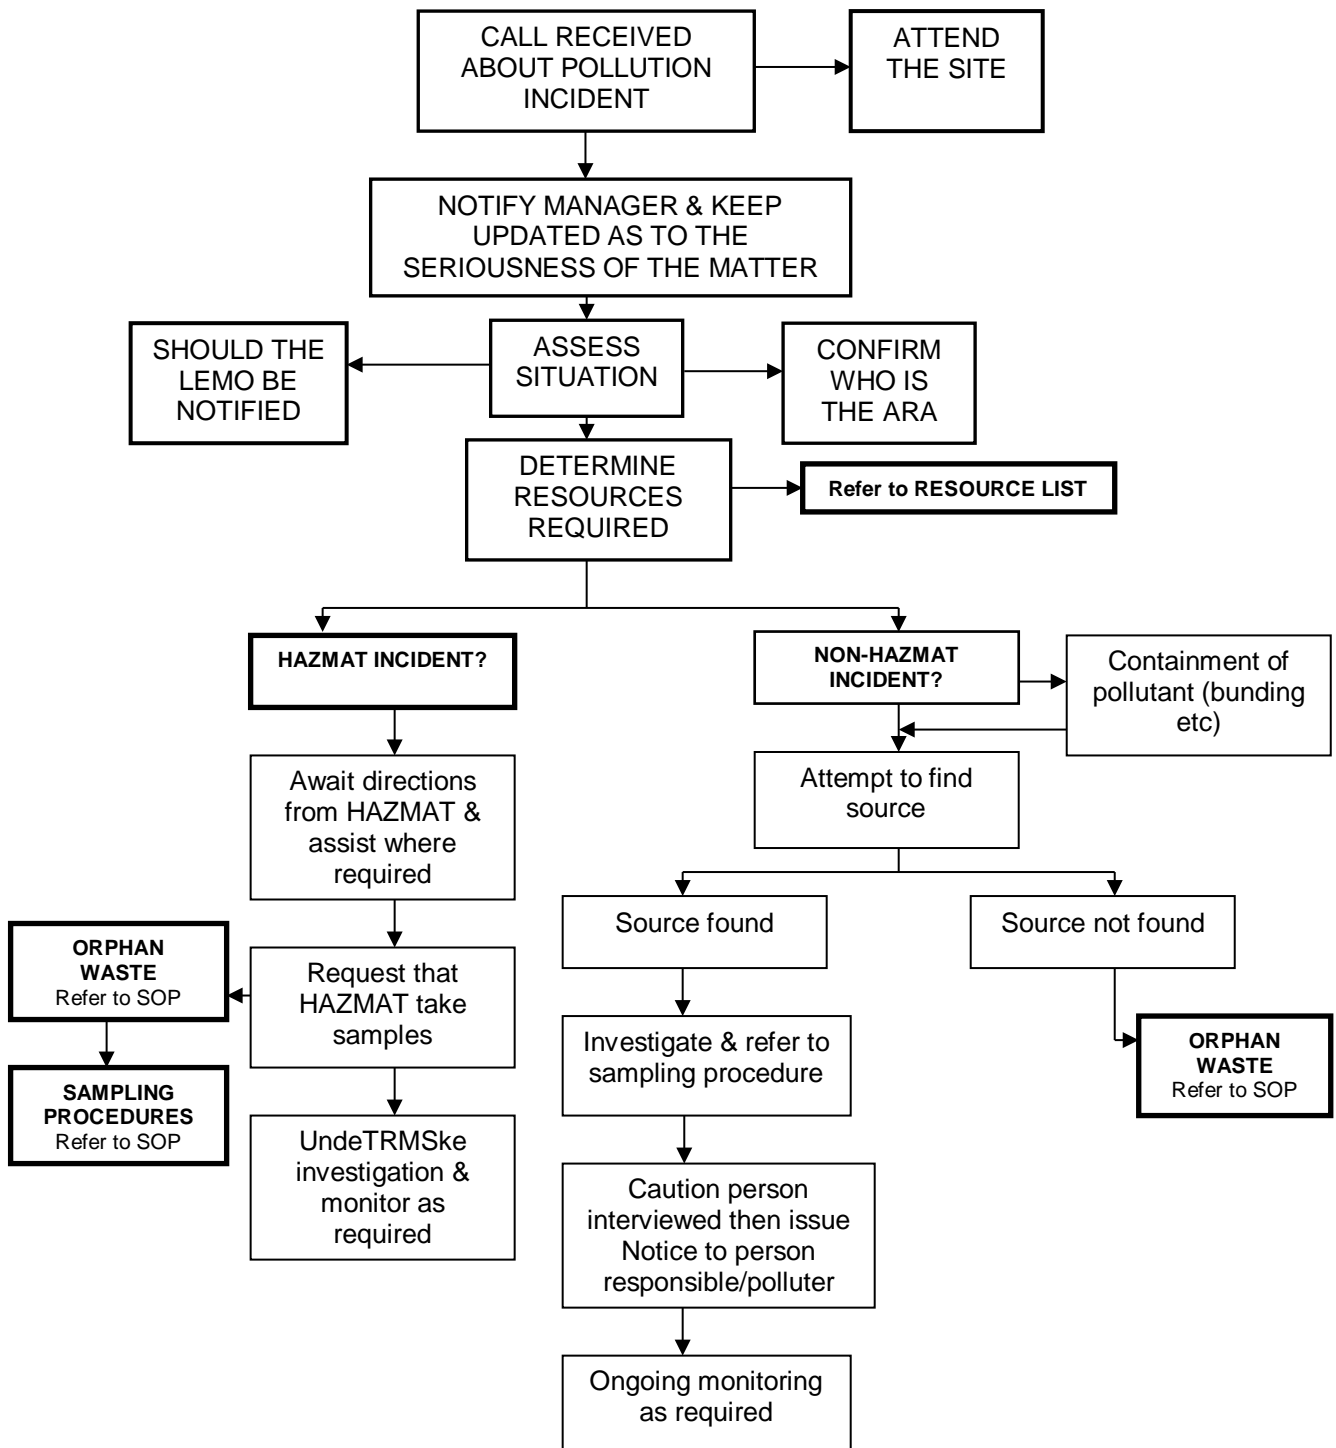 CALL RECEIVED
ABOUT POLLUTION
INCIDENT
ATTEND
THE SITE
NOTIFY MANAGER & KEEP
UPDATED AS TO THE
SERIOUSNESS OF THE MATTER
SHOULD THE
LEMO BE
NOTIFIED
ASSESS
SITUATION
CONFIRM
WHO IS
THE ARA
DETERMINE
RESOURCES
REQUIRED
Refer to RESOURCE LIST
HAZMAT INCIDENT?
NON-HAZMAT
INCIDENT?
Containment of
pollutant (bunding
etc)
Await directions
from HAZMAT &
assist where
required
Attempt to find
source
Source found
Source not found
ORPHAN
WASTE
Refer to SOP
Request that
HAZMAT take
samples
Investigate & refer to
sampling procedure
ORPHAN
WASTE
Refer to SOP
SAMPLING
PROCEDURES
Refer to SOP
UndeTRMSke
investigation &
monitor as
required
Caution person
interviewed then issue
Notice to person
responsible/polluter
Ongoing monitoring
as required